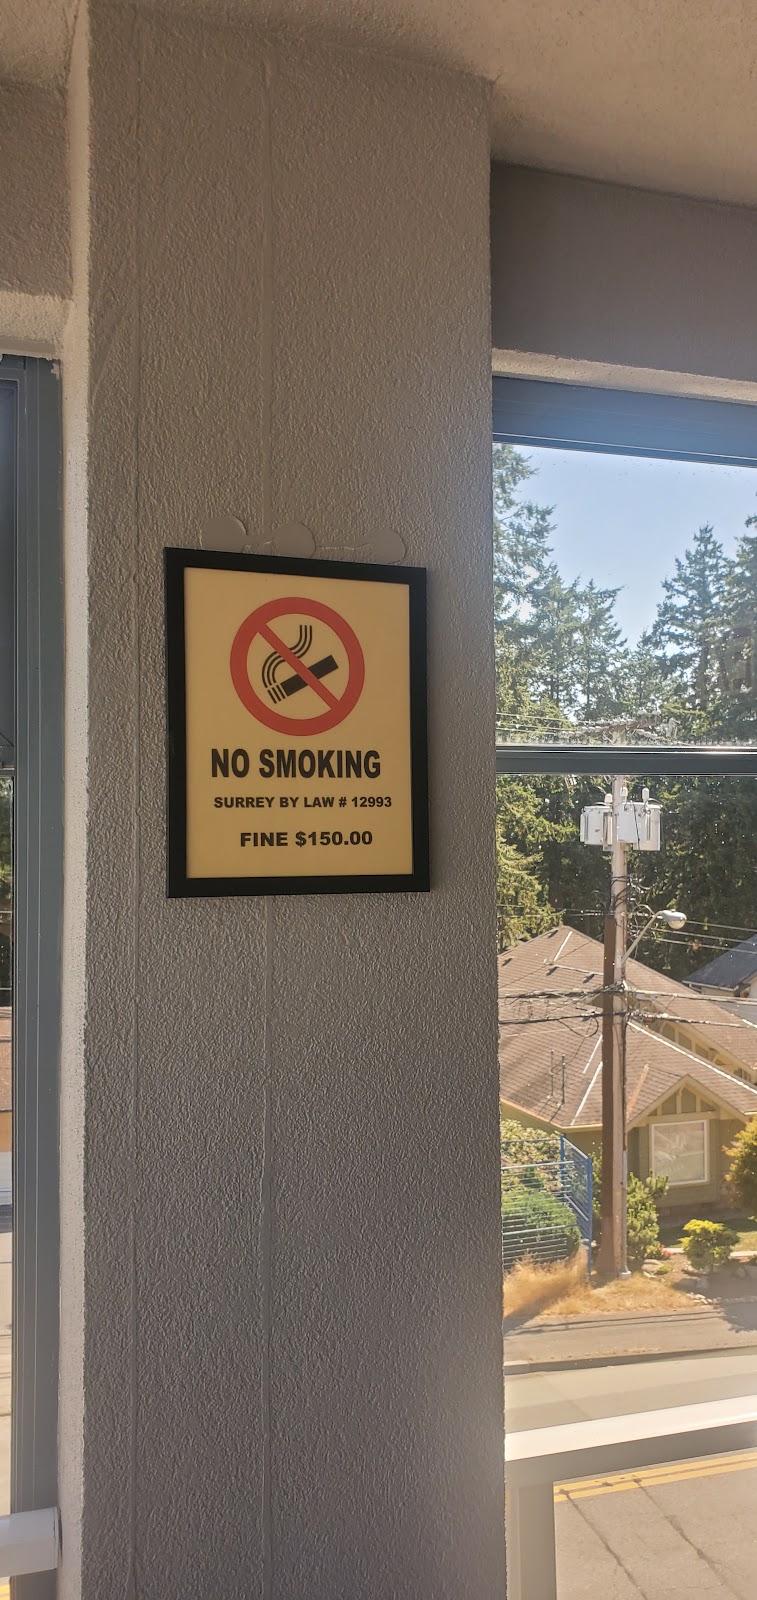 NO SMOKING
SURREY BY LAW # 12993
FINE $150.00